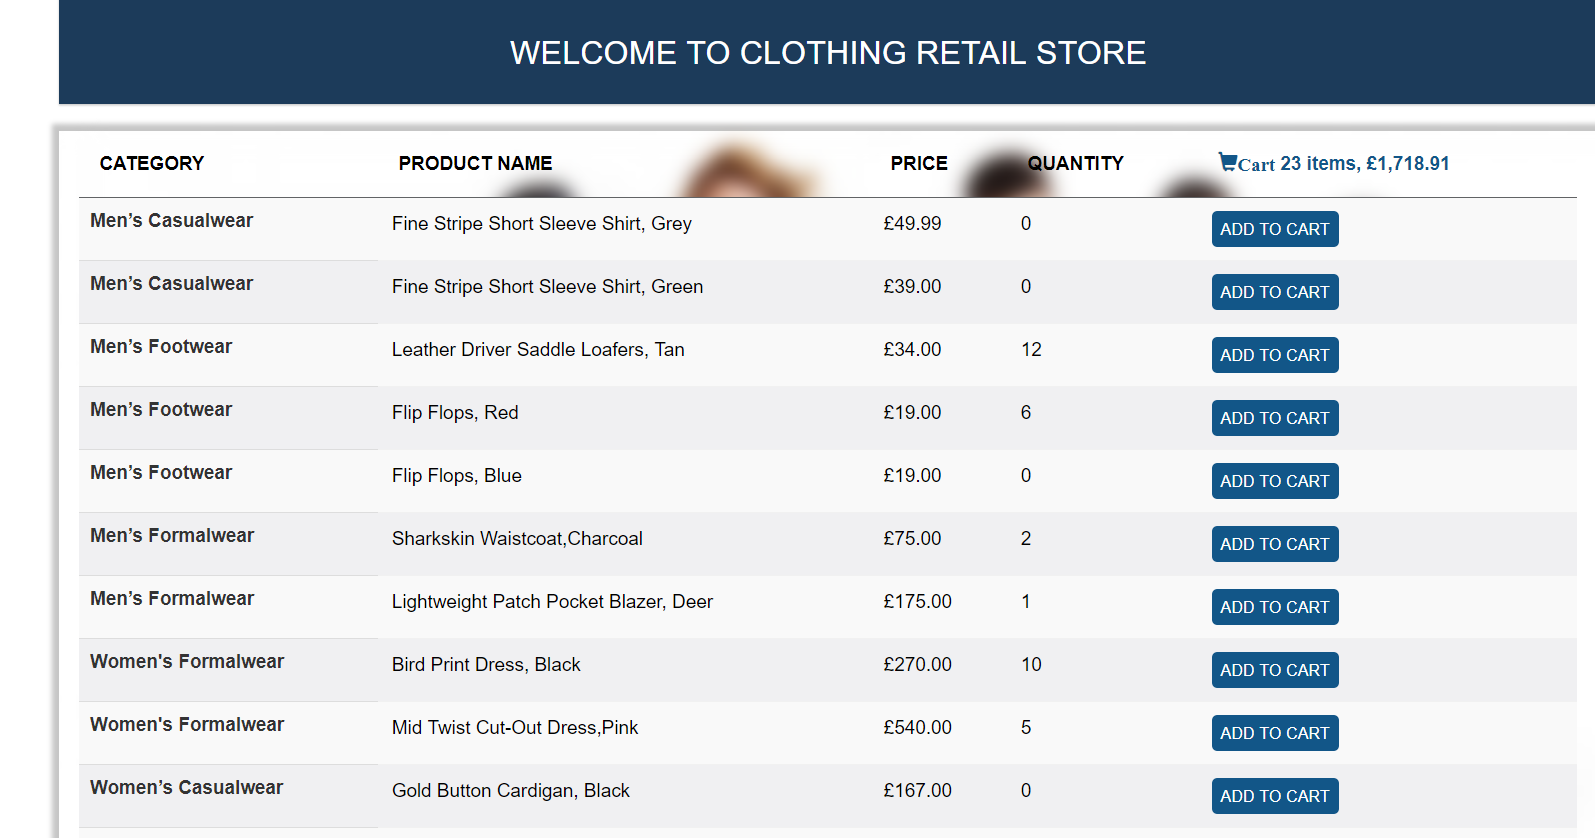 WELCOME TO CLOTHING RETAIL STORE
CATEGORY PRODUCT NAME PRICE QUANTITY Cart 23 items, £1,718.91
Men’s Casualwear Fine Stripe Short Sleeve Shirt, Grey £49.99 0 ADD TO CART
Men’s Casualwear Fine Stripe Short Sleeve Shirt, Green £39.00 0 ADD TO CART
Men’s Footwear Leather Driver Saddle Loafers, Tan £34.00 12 ADD TO CART
Men’s Footwear Flip Flops, Red £19.00 6 ADD TO CART
Men’s Footwear Flip Flops, Blue £19.00 0 ADD TO CART
Men’s Formalwear Sharkskin Waistcoat,Charcoal £75.00 2 ADD TO CART
Men’s Formalwear Lightweight Patch Pocket Blazer, Deer £175.00 1 ADD TO CART
Women's Formalwear Bird Print Dress, Black £270.00 10 ADD TO CART
Women's Formalwear Mid Twist Cut-Out Dress,Pink £540.00 5 ADD TO CART
Women’s Casualwear Gold Button Cardigan, Black £167.00 0 ADD TO CART